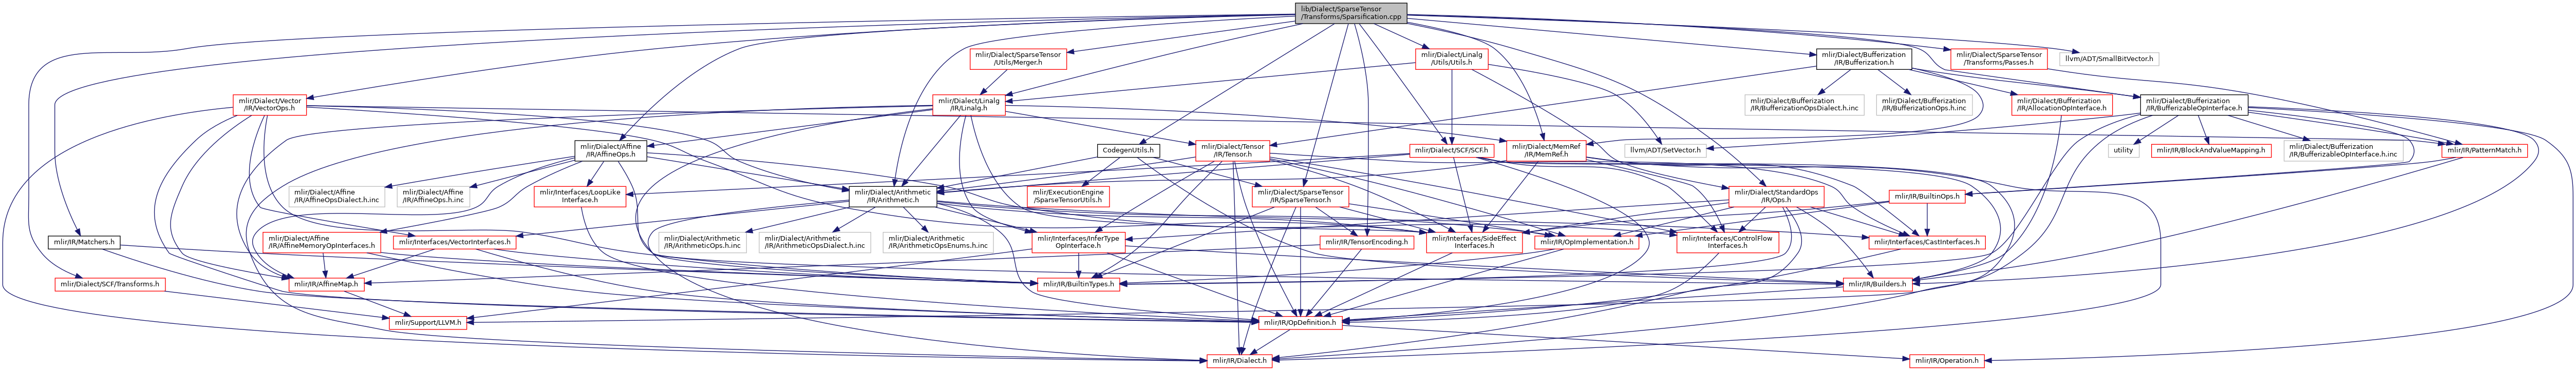 lib/Dialect/SparseTensor
/Transforms/Sparsification.cpp
mlir/Dialect/SparseTensor
/Utils/Merger.h
mlir/Dialect/Linalg
/Utils/Utils.h
mlir/Dialect/Bufferization
/IR/Bufferization.h
mlir/Dialect/SparseTensor
/Transforms/Passes.h
llvm/ADT/SmallBitVector.h
mlir/Dialect/Vector
/IR/VectorOps.h
mlir/Dialect/Linalg
/IR/Linalg.h
mlir/Dialect/Bufferization
/IR/BufferizationOpsDialect.h.inc
mlir/Dialect/Bufferization
/IR/BufferizationOps.h.inc
mlir/Dialect/Bufferization
/IR/AllocationOpInterface.h
mlir/Dialect/Bufferization
/IR/BufferizableOpInterface.h
mlir/Dialect/Affine
/IR/AffineOps.h
CodegenUtils.h
mlir/Dialect/Tensor
/IR/Tensor.h
mlir/Dialect/SCF/SCF.h
mlir/Dialect/MemRef
/IR/MemRef.h
llvm/ADT/SetVector.h
utility
mlir/IR/BlockAndValueMapping.h
mlir/Dialect/Bufferization
/IR/BufferizableOpInterface.h.inc
mlir/IR/PatternMatch.h
mlir/Dialect/Affine
/IR/AffineOpsDialect.h.inc
mlir/Dialect/Affine
/IR/AffineOps.h.inc
mlir/Interfaces/LoopLike
Interface.h
mlir/Dialect/Arithmetic
/IR/Arithmetic.h
mlir/ExecutionEngine
/SparseTensorUtils.h
mlir/Dialect/SparseTensor
/IR/SparseTensor.h
mlir/Dialect/StandardOps
/IR/Ops.h
mlir/IR/BuiltinOps.h
mlir/IR/Matchers.h
mlir/Dialect/Affine
/IR/AffineMemoryOpInterfaces.h
mlir/Interfaces/VectorInterfaces.h
mlir/Dialect/Arithmetic
/IR/ArithmeticOps.h.inc
mlir/Dialect/Arithmetic
/IR/ArithmeticOpsDialect.h.inc
mlir/Dialect/Arithmetic
/IR/ArithmeticOpsEnums.h.inc
mlir/Interfaces/InferType
OpInterface.h
mlir/IR/TensorEncoding.h
mlir/Interfaces/SideEffect
Interfaces.h
mlir/IR/OpImplementation.h
mlir/Interfaces/ControlFlow
Interfaces.h
mlir/Interfaces/CastInterfaces.h
mlir/Dialect/SCF/Transforms.h
mlir/IR/AffineMap.h
mlir/IR/BuiltinTypes.h
mlir/IR/Builders.h
mlir/Support/LLVM.h
mlir/IR/OpDefinition.h
mlir/IR/Dialect.h
mlir/IR/Operation.h